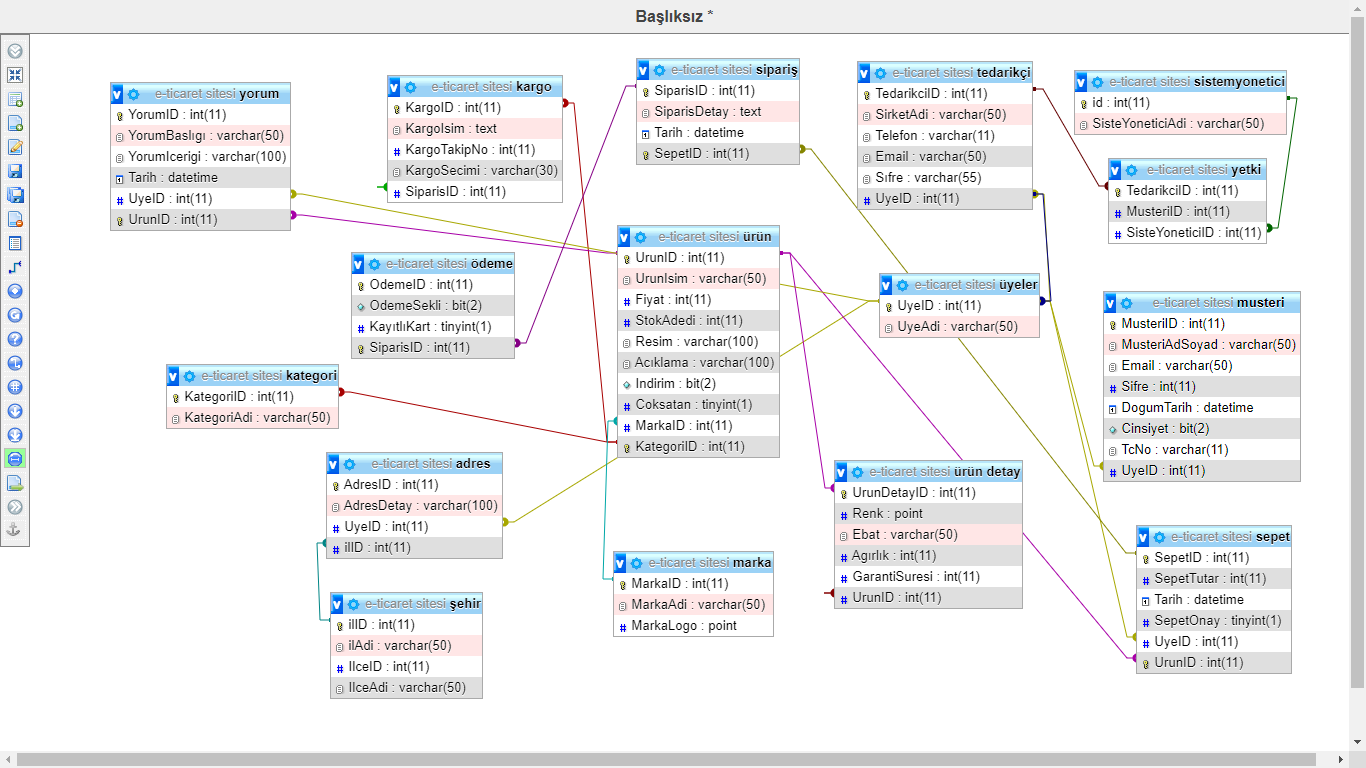 Başlıksız *
e-ticaret sitesi yorum
YorumID : int(11)
YorumBaslıgı : varchar(50)
YorumIcerigi : varchar(100)
Tarih : datetime
UyeID : int(11)
UrunID : int(11)
e-ticaret sitesi kargo
KargoID : int(11)
KargoIsim : text
KargoTakipNo : int(11)
KargoSecimi : varchar(30)
SiparisID : int(11)
e-ticaret sitesi sipariş
SiparisID : int(11)
SiparisDetay : text
Tarih : datetime
SepetID : int(11)
e-ticaret sitesi tedarikçi
TedarikciID : int(11)
SirketAdi : varchar(50)
Telefon : varchar(11)
Email : varchar(50)
Sıfre : varchar(55)
UyeID : int(11)
e-ticaret sitesi sistemyonetici
id : int(11)
SisteYoneticiAdi : varchar(50)
e-ticaret sitesi yetki
TedarikciID : int(11)
MusteriID : int(11)
SisteYoneticiID : int(11)
e-ticaret sitesi ödeme
OdemeID : int(11)
OdemeSekli : bit(2)
KayıtlıKart : tinyint(1)
SiparisID : int(11)
e-ticaret sitesi ürün
UrunID : int(11)
UrunIsim : varchar(50)
Fiyat : int(11)
StokAdedi : int(11)
Resim : varchar(100)
Acıklama : varchar(100)
Indirim : bit(2)
Coksatan : tinyint(1)
MarkaID : int(11)
KategoriID : int(11)
e-ticaret sitesi üyeler
UyeID : int(11)
UyeAdi : varchar(50)
e-ticaret sitesi musteri
MusteriID : int(11)
MusteriAdSoyad : varchar(50)
Email : varchar(50)
Sifre : int(11)
DogumTarih : datetime
Cinsiyet : bit(2)
TcNo : varchar(11)
UyeID : int(11)
e-ticaret sitesi kategori
KategoriID : int(11)
KategoriAdi : varchar(50)
e-ticaret sitesi adres
AdresID : int(11)
AdresDetay : varchar(100)
UyeID : int(11)
ilID : int(11)
e-ticaret sitesi ürün detay
UrunDetayID : int(11)
Renk : point
Ebat : varchar(50)
Agırlık : int(11)
GarantiSuresi : int(11)
UrunID : int(11)
e-ticaret sitesi sepet
SepetID : int(11)
SepetTutar : int(11)
Tarih : datetime
SepetOnay : tinyint(1)
UyeID : int(11)
UrunID : int(11)
e-ticaret sitesi marka
MarkaID : int(11)
MarkaAdi : varchar(50)
MarkaLogo : point
e-ticaret sitesi şehir
ilID : int(11)
ilAdi : varchar(50)
IlceID : int(11)
IlceAdi : varchar(50)